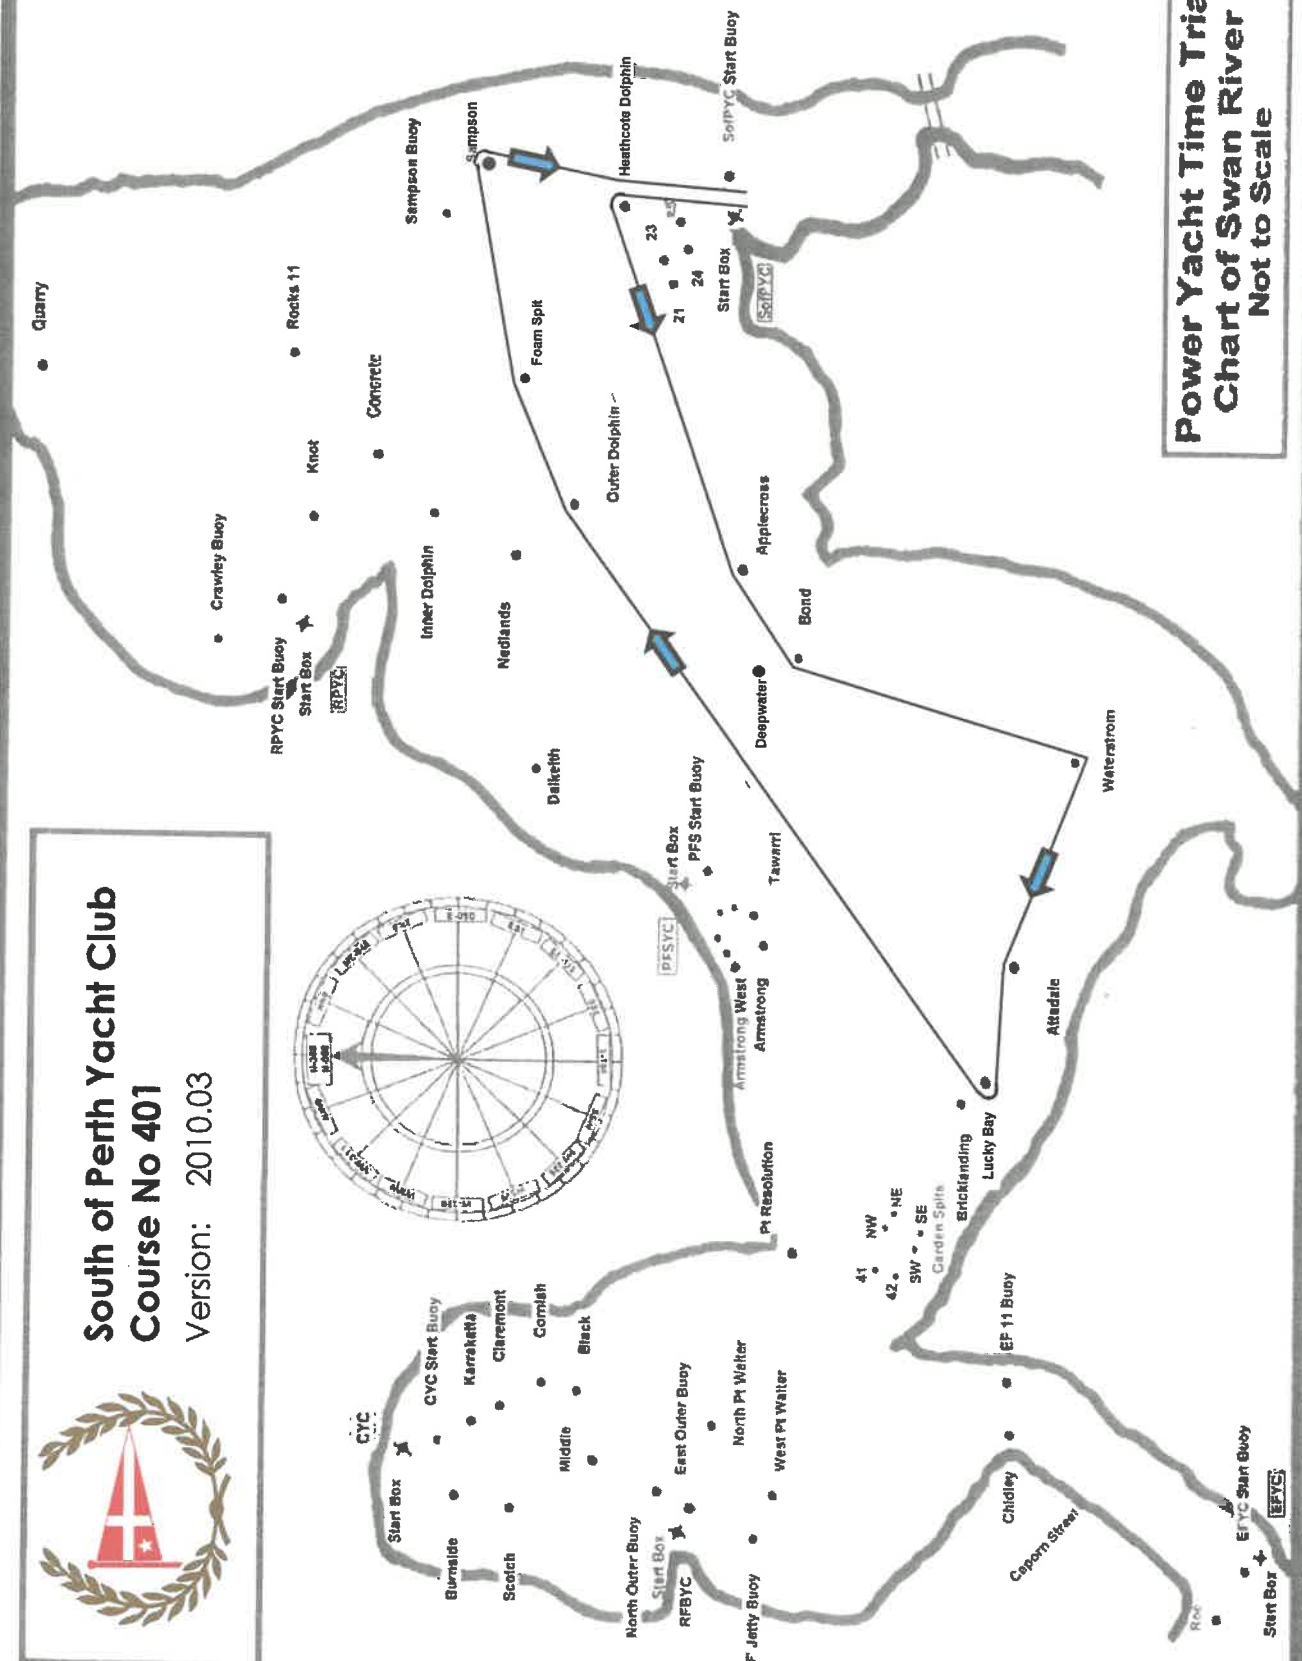 South of Perth Yacht Club
Course No 401
Version: 2010.03
Power Yacht Time Tria
Chart of Swan River
Not to Scale
Quarry
Rocks 11
Concrete
Knot
Crawley Buoy
RPYC Start Buoy
Start Box
RPYC
Inner Dolphin
Nedlands
Dalkeith
Sampson Buoy
Sampson
Heathcote Dolphin
SofPYC Start Buoy
Foam Spit
Outer Dolphin
23
25
21
24
Start Box
SofPYC
Applecross
Bond
Deepwater
Waterstrom
Start Box
PFS Start Buoy
PFSYC
Tawarri
Armstrong West
Armstrong
Attadale
Lucky Bay
Bricklanding
Garden Spits
NW
NE
SW
SE
41
42
Pt Resolution
CYC
CYC Start Buoy
Start Box
Karrakatta
Claremont
Cornish
Black
Middle
Burnside
Scotch
East Outer Buoy
North Outer Buoy
Start Box
RFBYC
North Pt Walter
West Pt Walter
Jetty Buoy
EF 11 Buoy
Chidley
Caporn Street
EFYC Start Buoy
EFYC
Start Box